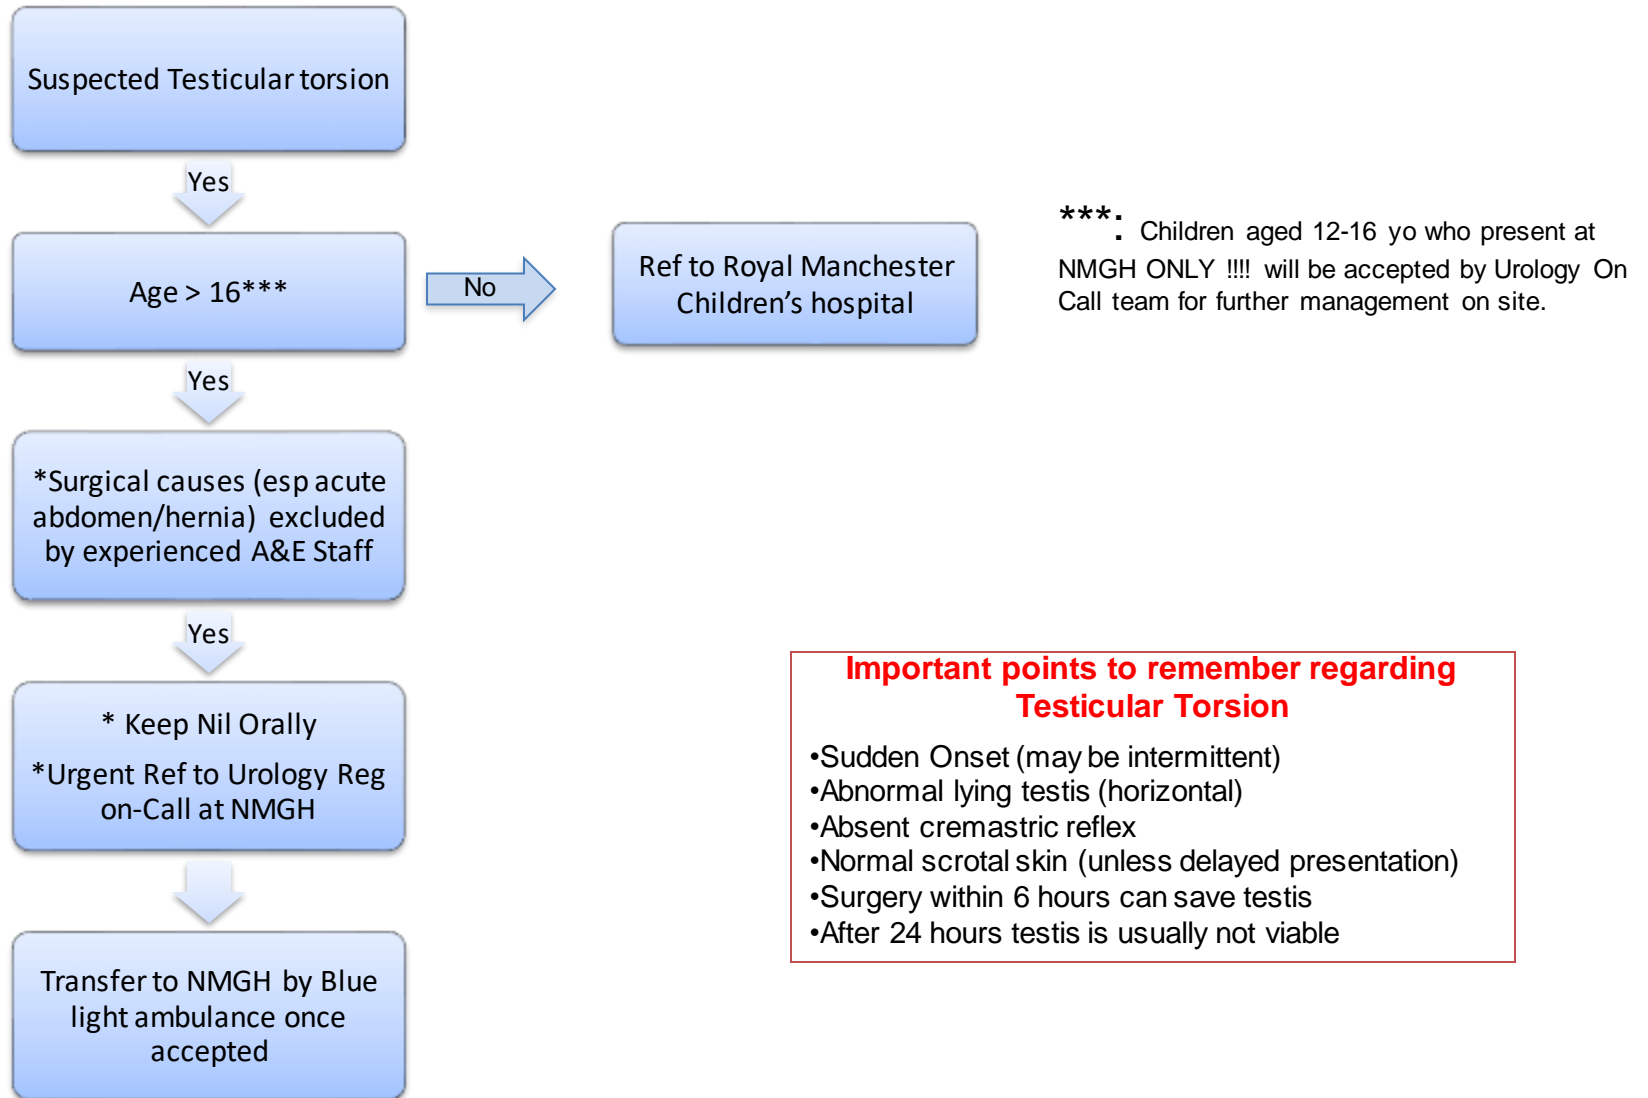 Suspected Testicular torsion
Yes
Age > 16***
No
Ref to Royal Manchester
Children’s hospital
***: Children aged 12-16 yo who present at
NMGH ONLY !!!! will be accepted by Urology On
Call team for further management on site.
Yes
*Surgical causes (esp acute
abdomen/hernia) excluded
by experienced A&E Staff
Yes
* Keep Nil Orally
*Urgent Ref to Urology Reg
on-Call at NMGH
Transfer to NMGH by Blue
light ambulance once
accepted
Important points to remember regarding
Testicular Torsion
•Sudden Onset (may be intermittent)
•Abnormal lying testis (horizontal)
•Absent cremastric reflex
•Normal scrotal skin (unless delayed presentation)
•Surgery within 6 hours can save testis
•After 24 hours testis is usually not viable